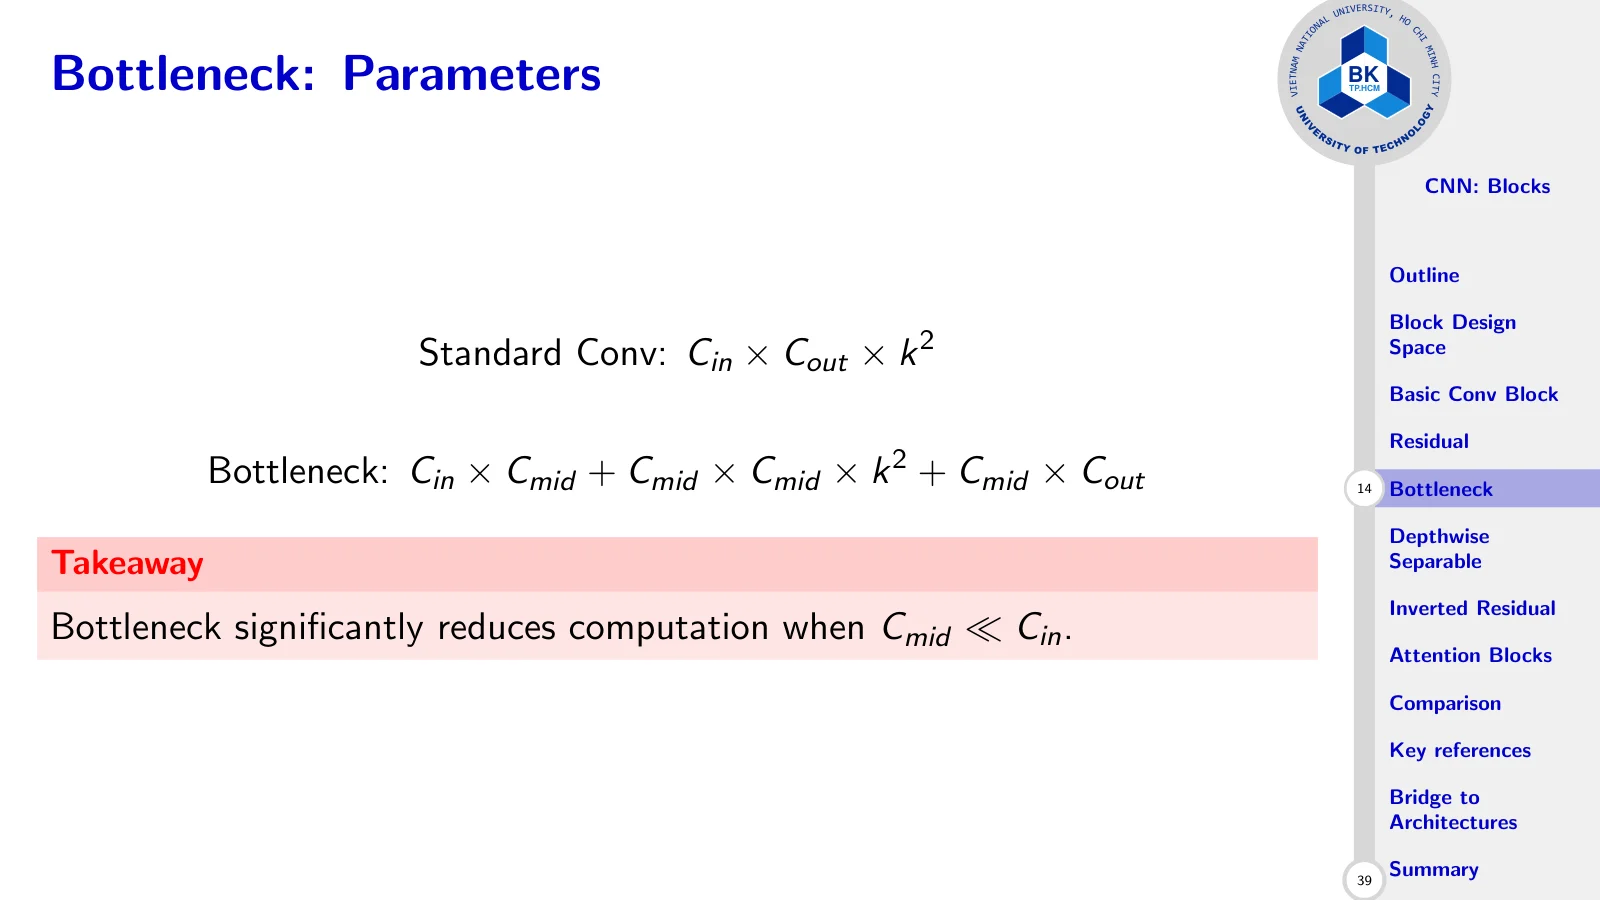 Bottleneck: Parameters
Standard Conv: C_in × C_out × k²
Bottleneck: C_in × C_mid + C_mid × C_mid × k² + C_mid × C_out
Takeaway
Bottleneck significantly reduces computation when C_mid ≪ C_in.
VIETNAM NATIONAL UNIVERSITY, HO CHI MINH CITY
BK
TP.HCM
UNIVERSITY OF TECHNOLOGY
CNN: Blocks
Outline
Block Design
Space
Basic Conv Block
Residual
14 Bottleneck
Depthwise
Separable
Inverted Residual
Attention Blocks
Comparison
Key references
Bridge to
Architectures
Summary
39